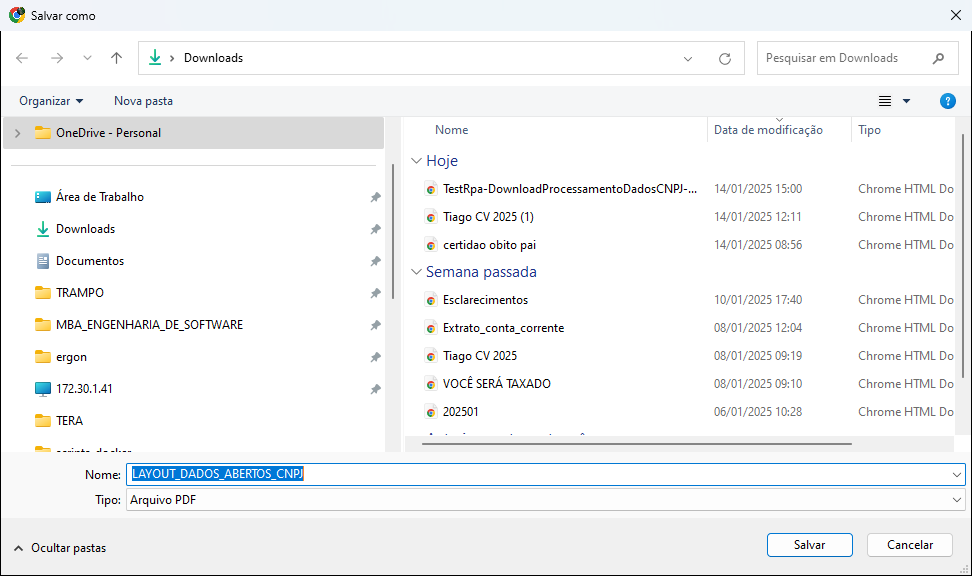 Salvar como
Downloads
Pesquisar em Downloads
Organizar
Nova pasta
?
OneDrive - Personal
Área de Trabalho
Downloads
Documentos
TRAMPO
MBA_ENGENHARIA_DE_SOFTWARE
ergon
172.30.1.41
TERA
scripts_docker
Nome Data de modificação Tipo
Hoje
TestRpa-DownloadProcessamentoDadosCNPJ-... 14/01/2025 15:00 Chrome HTML Do
Tiago CV 2025 (1) 14/01/2025 12:11 Chrome HTML Do
certidao obito pai 14/01/2025 08:56 Chrome HTML Do
Semana passada
Esclarecimentos 10/01/2025 17:40 Chrome HTML Do
Extrato_conta_corrente 08/01/2025 12:04 Chrome HTML Do
Tiago CV 2025 08/01/2025 09:19 Chrome HTML Do
VOCÊ SERÁ TAXADO 08/01/2025 09:10 Chrome HTML Do
202501 06/01/2025 10:28 Chrome HTML Do
Nome: LAYOUT_DADOS_ABERTOS_CNPJ
Tipo: Arquivo PDF
Ocultar pastas
Salvar
Cancelar